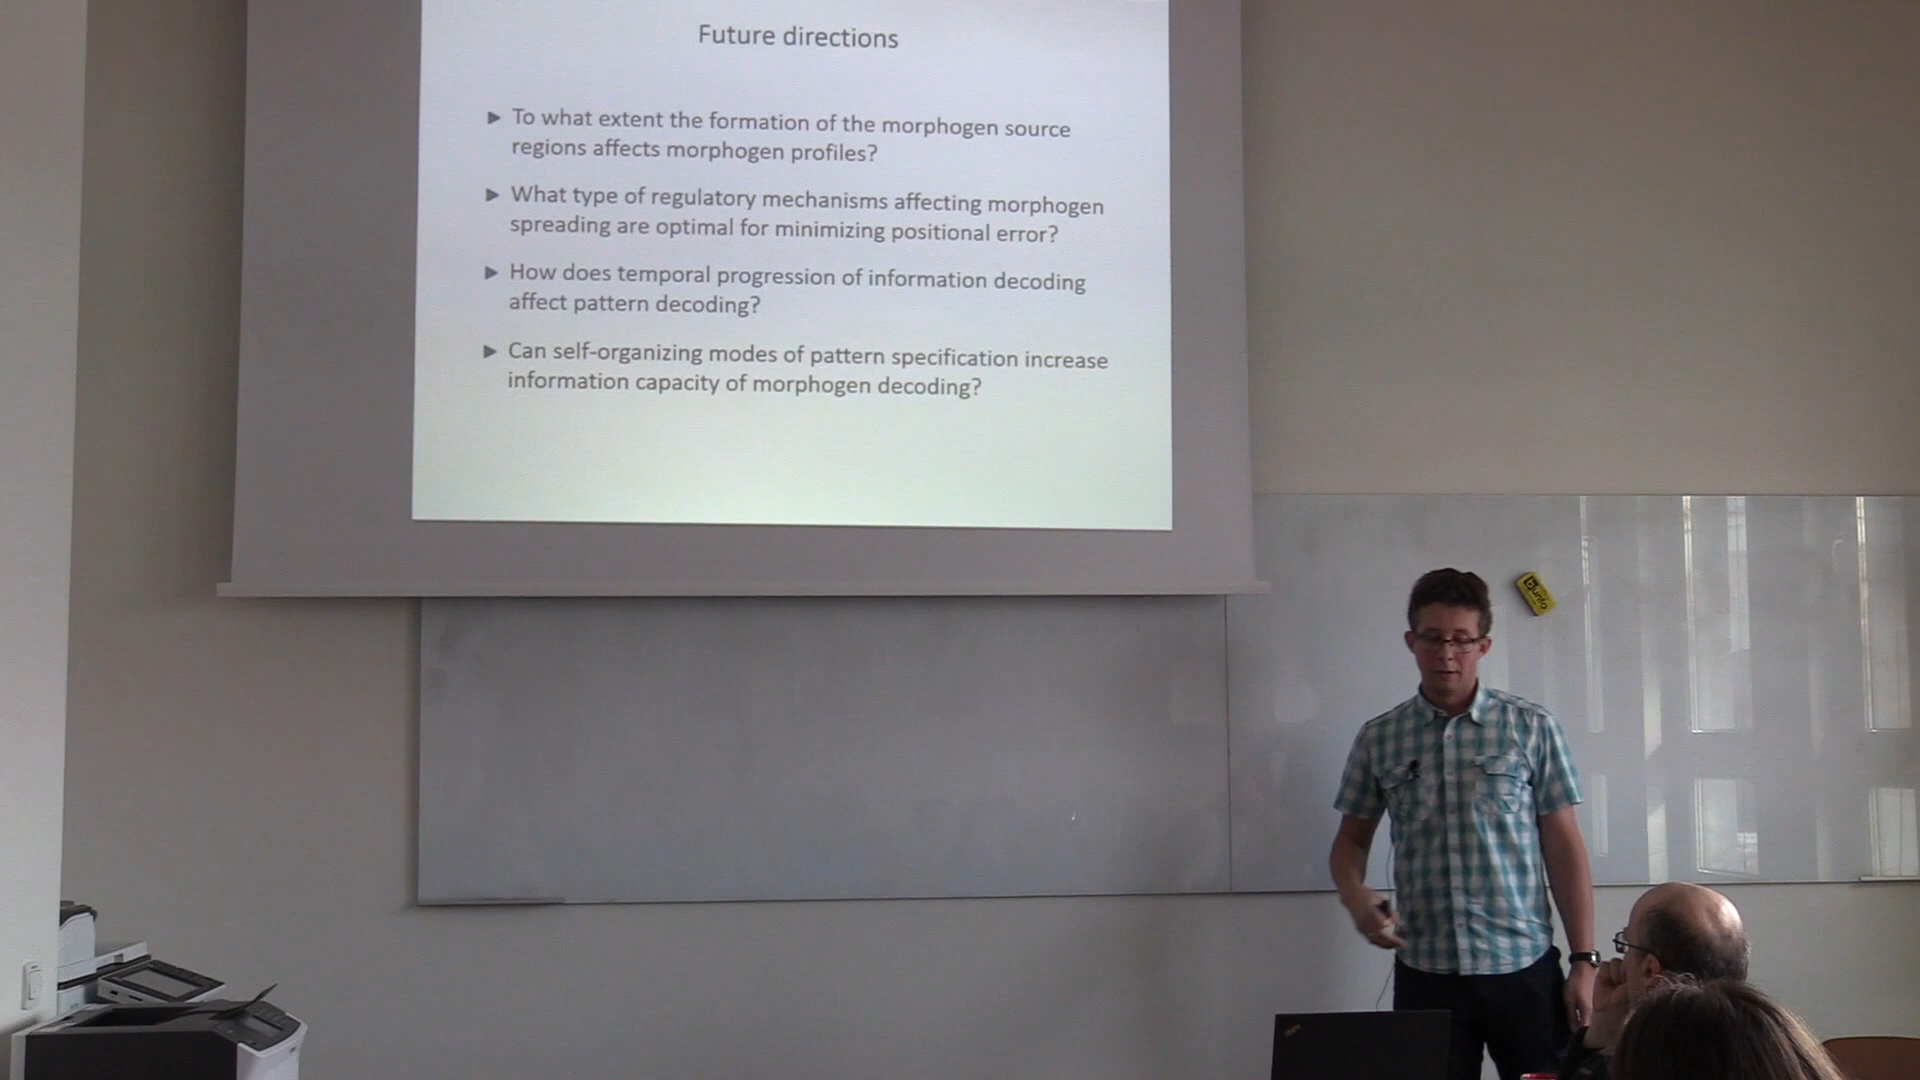 Future directions
To what extent the formation of the morphogen source
regions affects morphogen profiles?
What type of regulatory mechanisms affecting morphogen
spreading are optimal for minimizing positional error?
How does temporal progression of information decoding
affect pattern decoding?
Can self-organizing modes of pattern specification increase
information capacity of morphogen decoding?